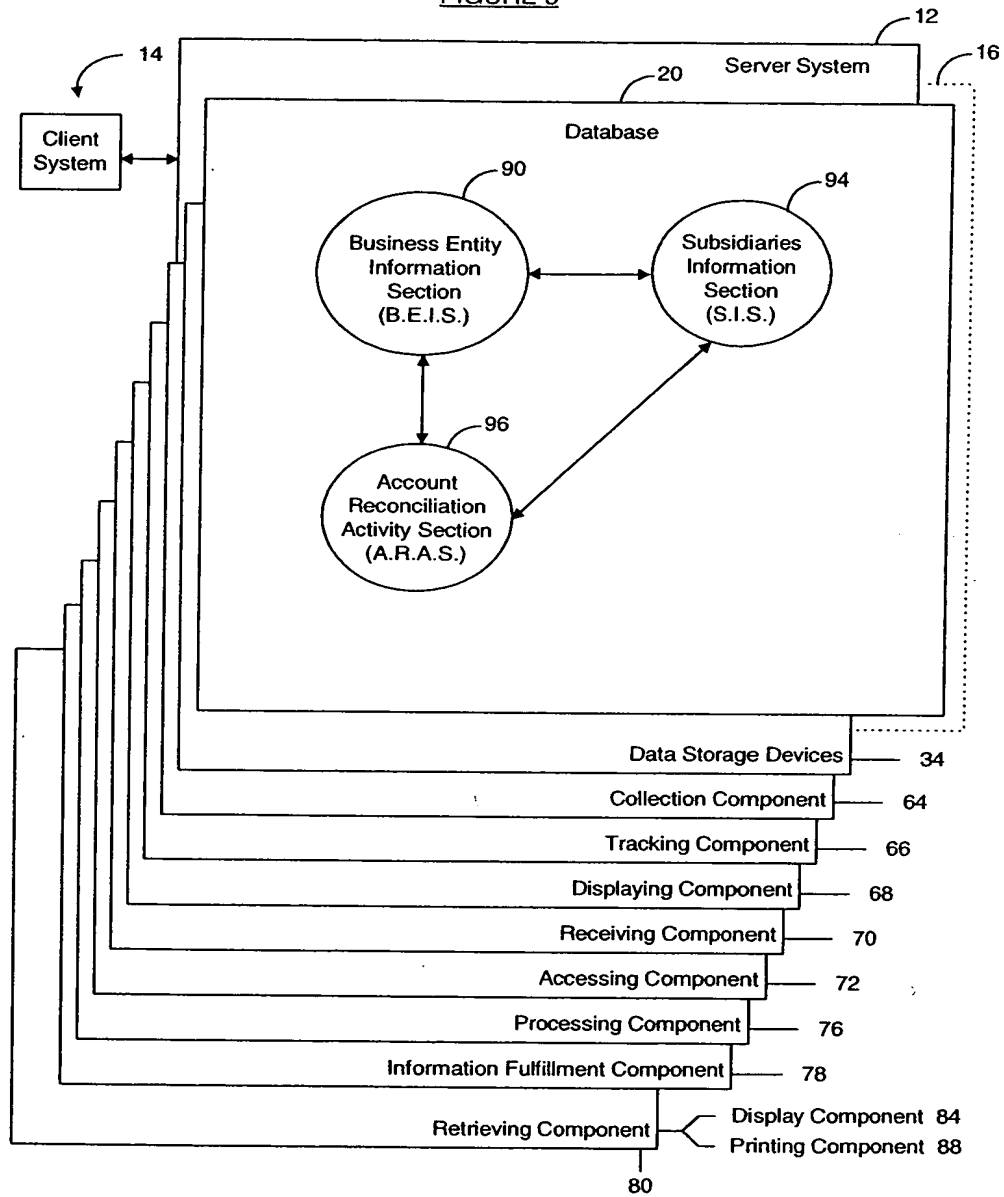 12
14
16
Server System
20
Client
System
Database
90
94
Business Entity
Information
Section
(B.E.I.S.)
Subsidiaries
Information
Section
(S.I.S.)
96
Account
Reconciliation
Activity Section
(A.R.A.S.)
Data Storage Devices 34
Collection Component 64
Tracking Component 66
Displaying Component 68
Receiving Component 70
Accessing Component 72
Processing Component 76
Information Fulfillment Component 78
Retrieving Component
Display Component 84
Printing Component 88
80